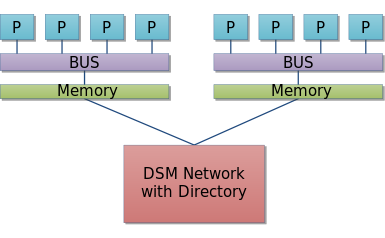 P P P P P P P P
BUS BUS
Memory Memory
DSM Network
with Directory